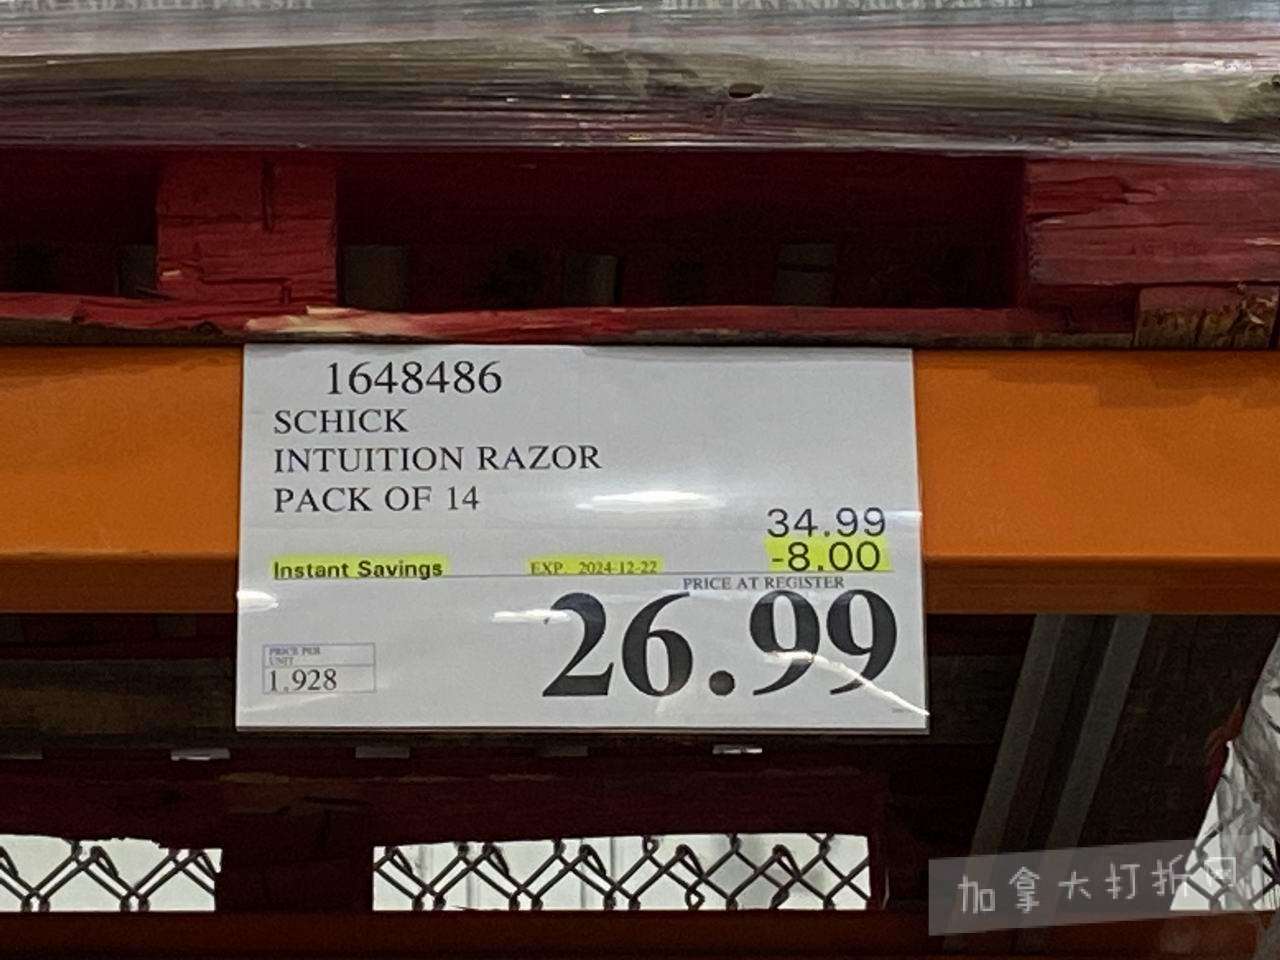 1648486
SCHICK
INTUITION RAZOR
PACK OF 14
34.99
Instant Savings EXP. 2024-12-22 -8.00
PRICE AT REGISTER
26.99
PRICE PER
UNIT
1.928
加拿大打折网